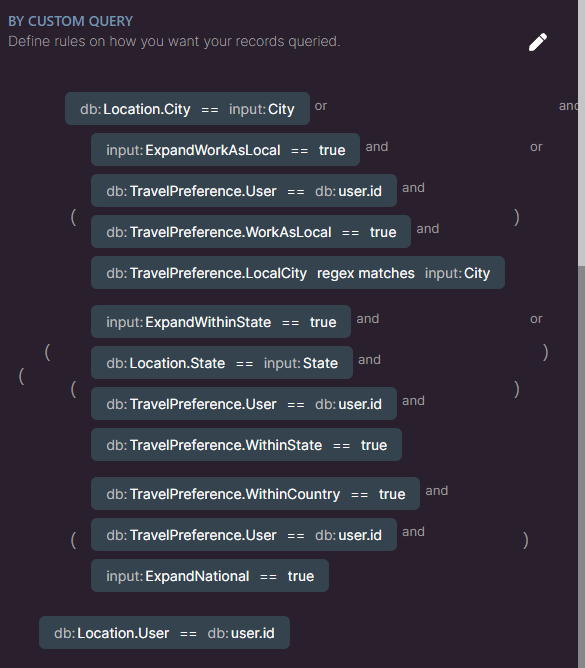 BY CUSTOM QUERY
Define rules on how you want your records queried.
db: Location.City == input: City or and
input: ExpandWorkAsLocal == true and or
db: TravelPreference.User == db: user.id and
( db: TravelPreference.WorkAsLocal == true and )
db: TravelPreference.LocalCity regex matches input: City
input: ExpandWithinState == true and or
( db: Location.State == input: State and )
( ( db: TravelPreference.User == db: user.id and )
db: TravelPreference.WithinState == true
db: TravelPreference.WithinCountry == true and
( db: TravelPreference.User == db: user.id and )
input: ExpandNational == true
db: Location.User == db: user.id